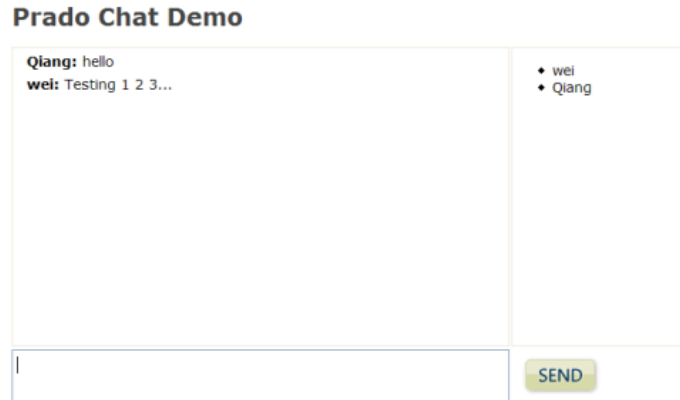 Prado Chat Demo
Qiang: hello
wei: Testing 1 2 3...
wei
Qiang
SEND